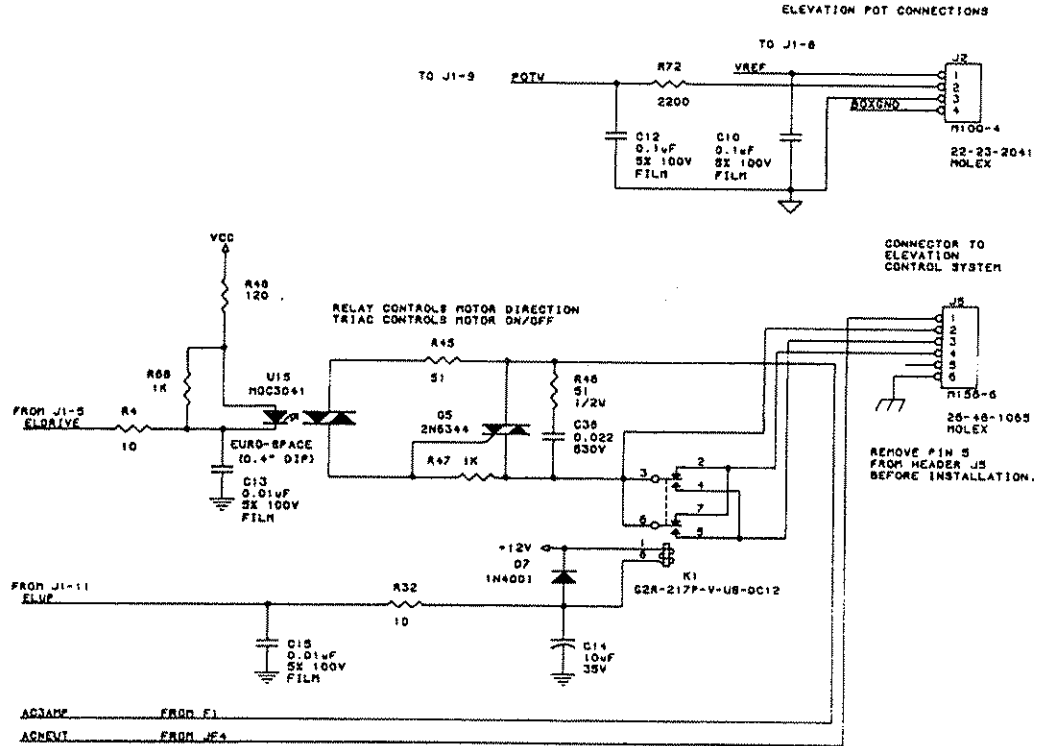 ELEVATION POT CONNECTIONS
TO J1-8
TO J1-9
POTW
R72
2200
VREF
BOXGND
J2
1
2
3
4
M100-4
22-23-2041
MOLEX
C12
0.1uF
5% 100V
FILM
C10
0.1uF
5% 100V
FILM
VCC
R48
120
CONNECTOR TO
ELEVATION
CONTROL SYSTEM
RELAY CONTROLS MOTOR DIRECTION
TRIAC CONTROLS MOTOR ON/OFF
J5
1
2
3
4
5
6
M156-6
26-48-1065
MOLEX
REMOVE PIN 5
FROM HEADER J5
BEFORE INSTALLATION.
R68
1K
U15
MOC3041
EURO-SPACE
(0.4" DIP)
R45
51
R46
51
1/2W
Q5
2N6344
C36
0.022
630V
R47 1K
FROM J1-5
ELDRIVE
R4
10
C13
0.01uF
5% 100V
FILM
3
2
4
6
7
5
+12V
1
8
D7
1N4001
K1
G2R-217P-V-US-DC12
FROM J1-11
ELUP
R32
10
C15
0.01uF
5% 100V
FILM
C14
10uF
35V
AC3AMP FROM F1
ACNEUT FROM JF4